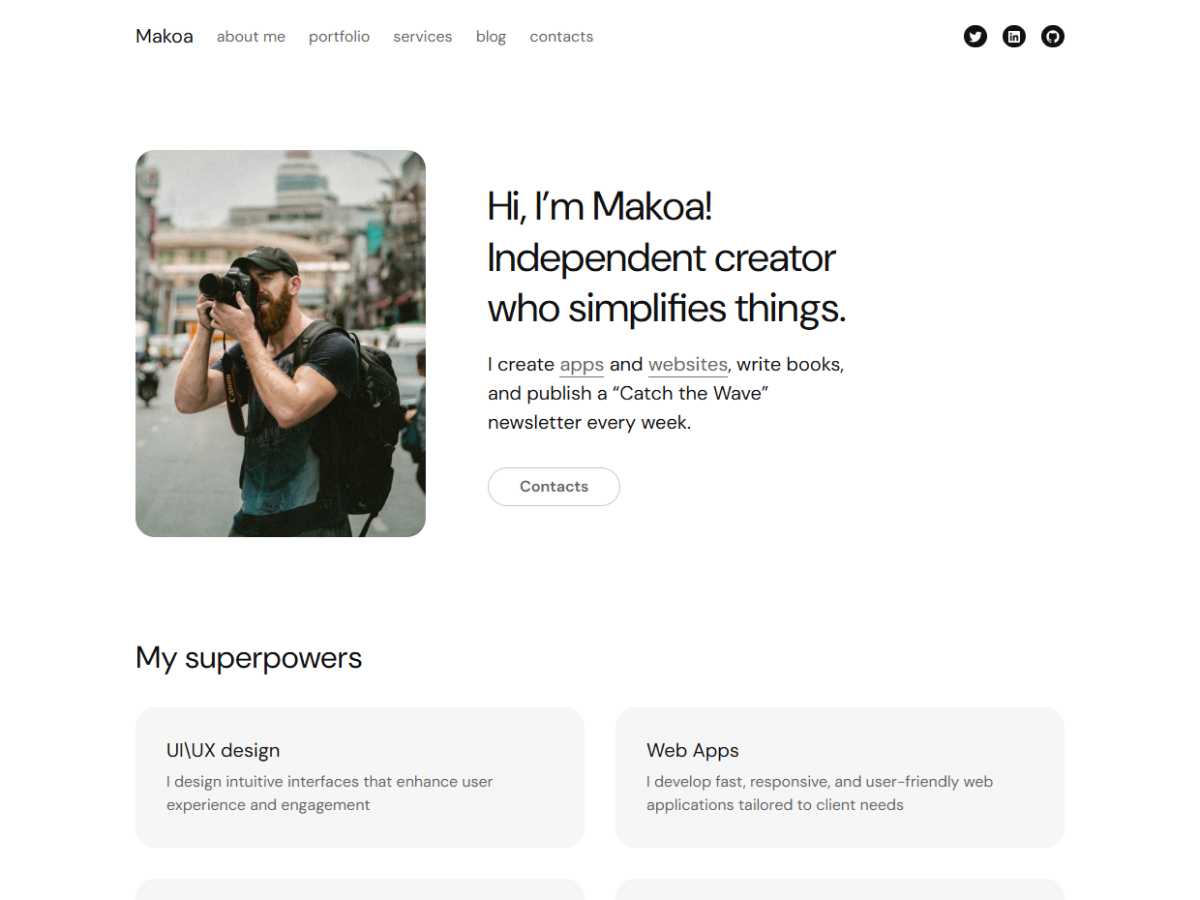 Makoa about me portfolio services blog contacts
Canon
Hi, I’m Makoa!
Independent creator
who simplifies things.
I create apps and websites, write books,
and publish a “Catch the Wave”
newsletter every week.
Contacts
My superpowers
UI\UX design
I design intuitive interfaces that enhance user
experience and engagement
Web Apps
I develop fast, responsive, and user-friendly web
applications tailored to client needs